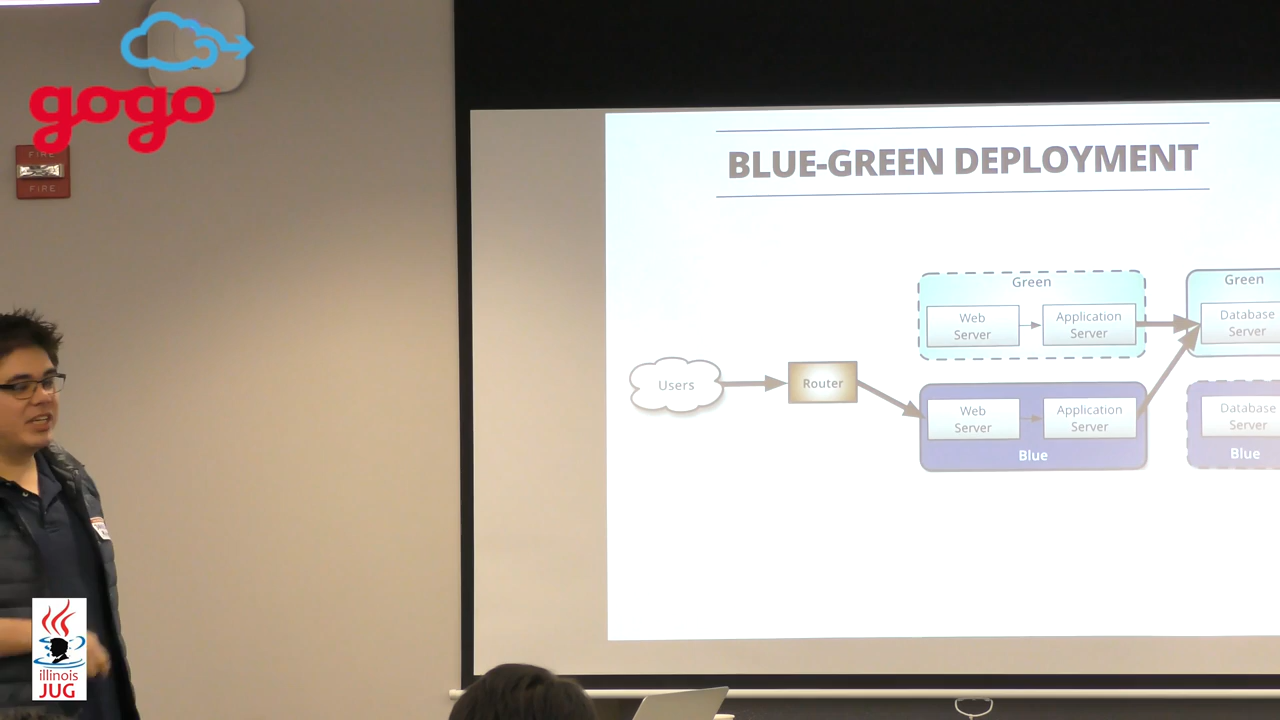 gogo
FIRE
FIRE
BLUE-GREEN DEPLOYMENT
Green
Web
Server
Application
Server
Green
Database
Server
Users
Router
Web
Server
Application
Server
Blue
Database
Server
Blue
illinois
JUG